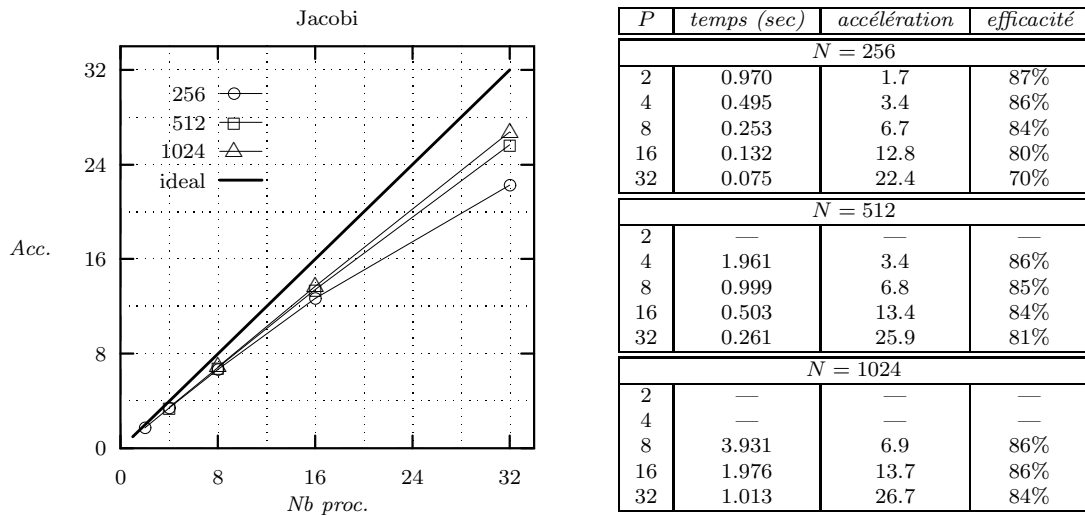 Jacobi
32
24
16
8
0
Acc.
256
512
1024
ideal
0 8 16 24 32
Nb proc.
P temps (sec) accélération efficacité
N = 256
2 0.970 1.7 87%
4 0.495 3.4 86%
8 0.253 6.7 84%
16 0.132 12.8 80%
32 0.075 22.4 70%
N = 512
2 — — —
4 1.961 3.4 86%
8 0.999 6.8 85%
16 0.503 13.4 84%
32 0.261 25.9 81%
N = 1024
2 — — —
4 — — —
8 3.931 6.9 86%
16 1.976 13.7 86%
32 1.013 26.7 84%